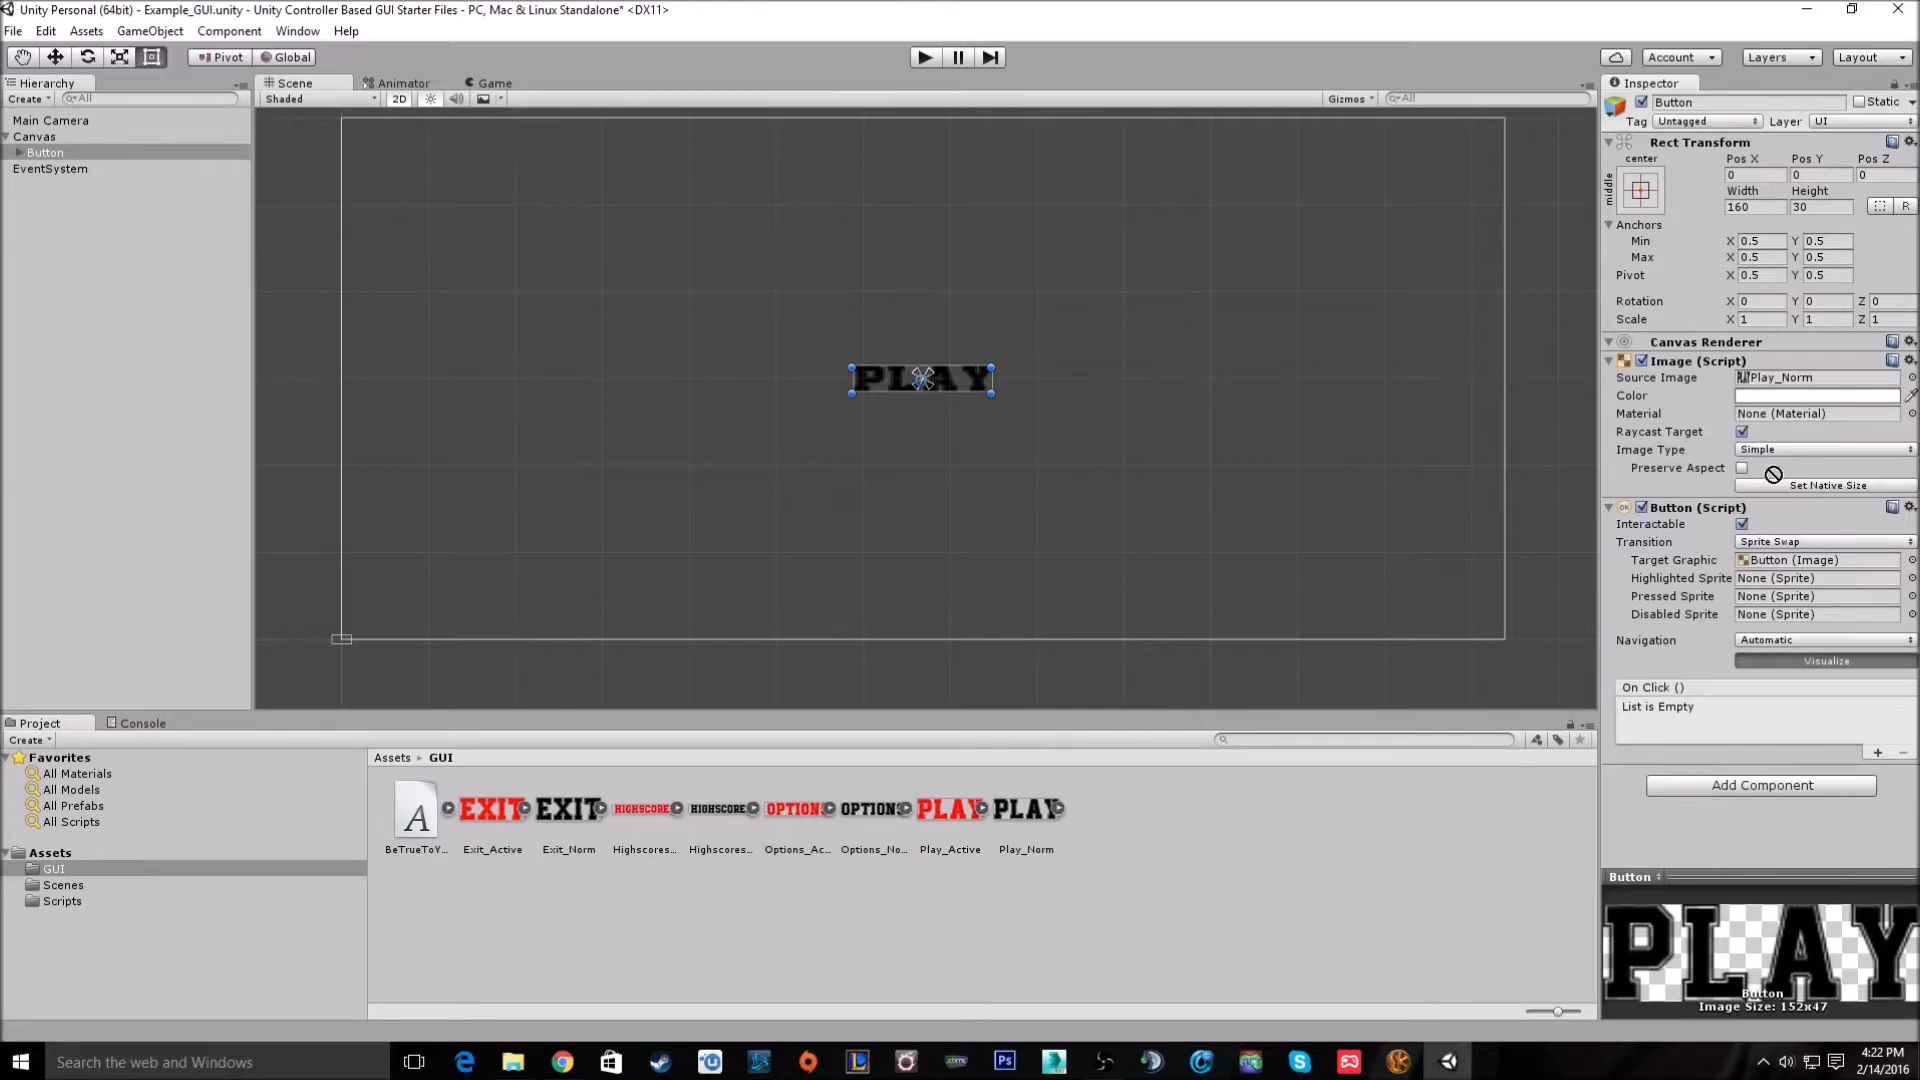 Unity Personal (64bit) - Example_GUI.unity - Unity Controller Based GUI Starter Files - PC, Mac & Linux Standalone* <DX11>
File Edit Assets GameObject Component Window Help
Pivot Global Account Layers Layout
Hierarchy
Create All
Main Camera
Canvas
Button
EventSystem
Scene Animator Game
Shaded 2D Gizmos All
PLAY
Inspector
Button Static
Tag Untagged Layer UI
Rect Transform
center
middle
Pos X Pos Y Pos Z
0 0 0
Width Height
160 30 R
Anchors
Min X 0.5 Y 0.5
Max X 0.5 Y 0.5
Pivot X 0.5 Y 0.5
Rotation X 0 Y 0 Z 0
Scale X 1 Y 1 Z 1
Canvas Renderer
Image (Script)
Source Image Play_Norm
Color
Material None (Material)
Raycast Target
Image Type Simple
Preserve Aspect
Set Native Size
Button (Script)
Interactable
Transition Sprite Swap
Target Graphic Button (Image)
Highlighted Sprite None (Sprite)
Pressed Sprite None (Sprite)
Disabled Sprite None (Sprite)
Navigation Automatic
Visualize
On Click ()
List is Empty
Add Component
Button
PLAY
Button
Image Size: 152x47
Project Console
Create
Favorites
All Materials
All Models
All Prefabs
All Scripts
Assets
GUI
Scenes
Scripts
Assets GUI
A EXIT EXIT HIGHSCORE HIGHSCORE OPTIONS OPTIONS PLAY PLAY
BeTrueToY... Exit_Active Exit_Norm Highscores... Highscores... Options_Ac... Options_No... Play_Active Play_Norm
Search the web and Windows
4:22 PM
2/14/2016